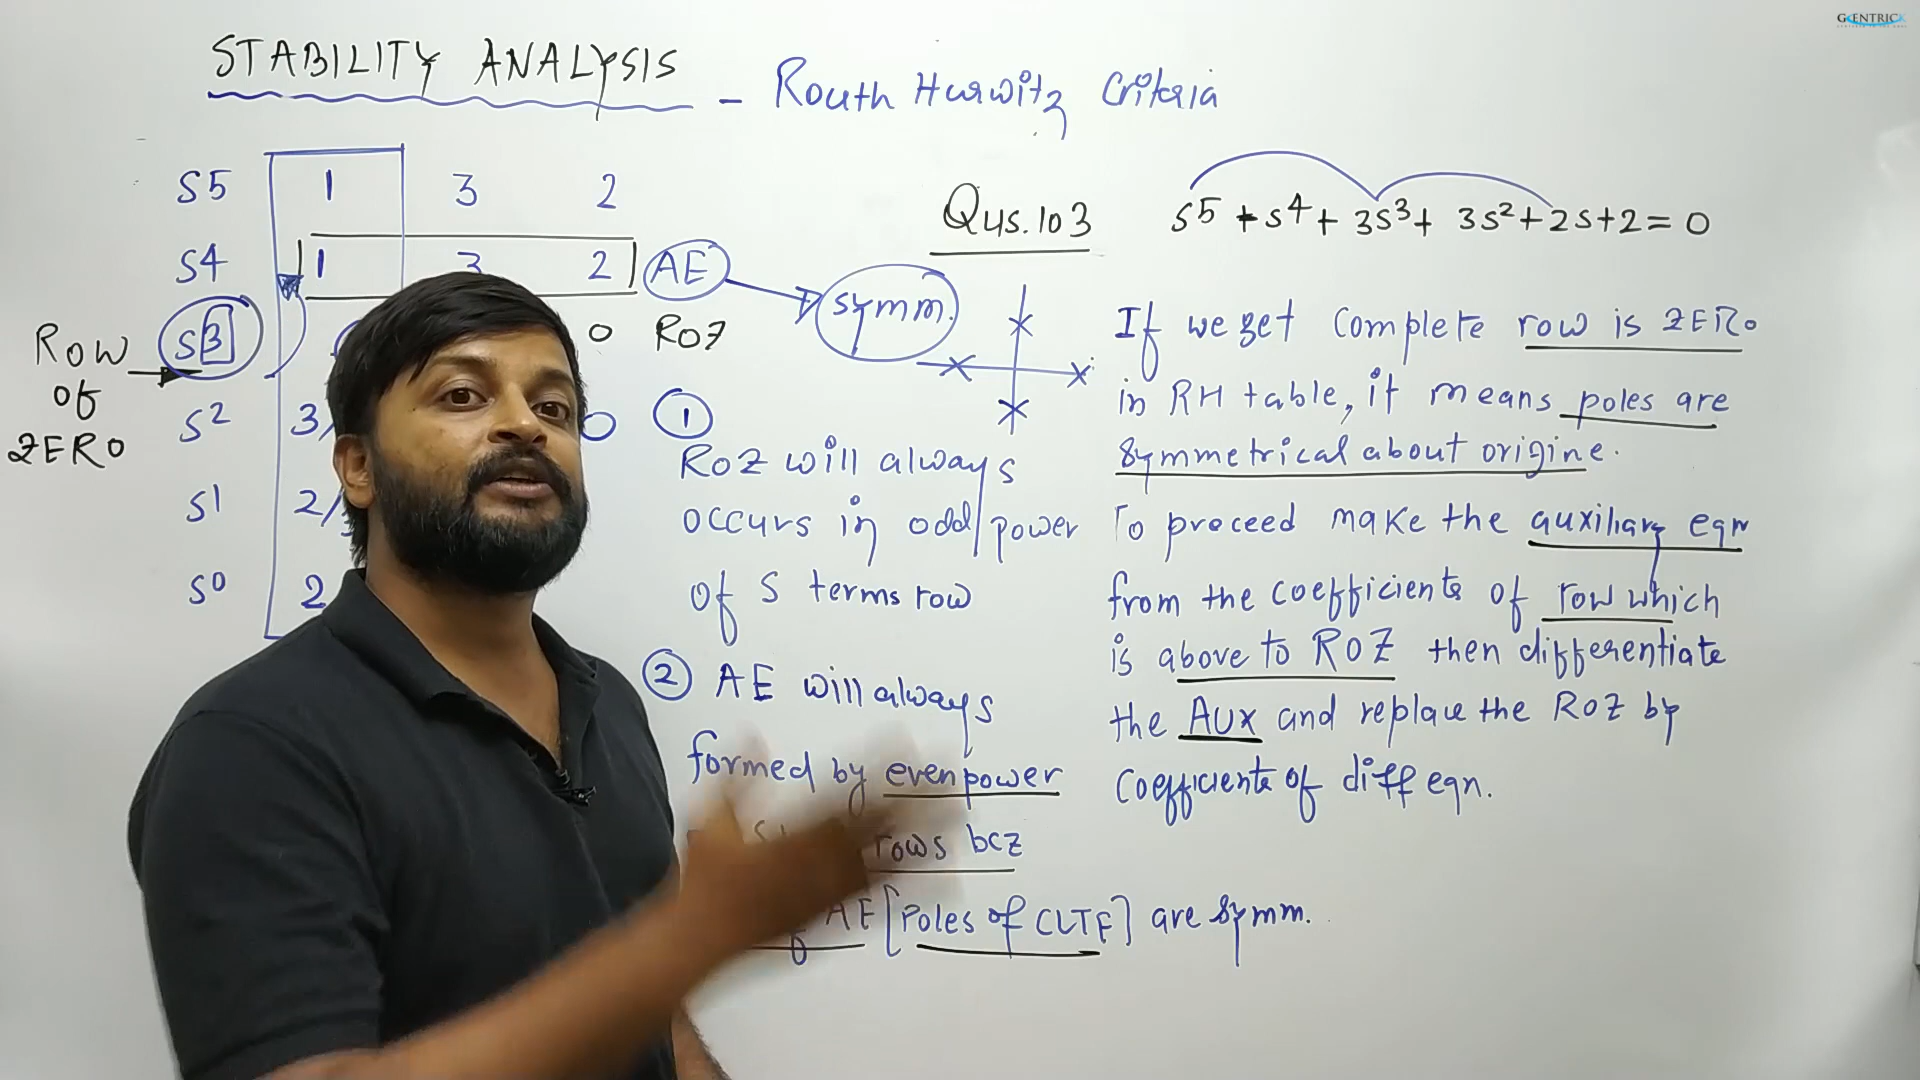 GENTRIC
STABILITY ANALYSIS - Routh Hurwitz Criteria
S5 1 3 2
S4 1 3 2 AE
S3 0 ROZ
S2 3/ 0
S1 2/
S0 2
Row
of
ZERO
symm.
Qus.103
S5 + S4 + 3S3 + 3S2 + 2S + 2 = 0
①
ROZ will always
occurs in odd power
of S terms row
② AE will always
formed by even power
rows bcz
AE [Poles of CLTF] are symm.
If we get complete row is ZERO
in RH table, it means poles are
symmetrical about origine.
To proceed make the auxiliary eqn
from the coefficients of row which
is above to ROZ then differentiate
the AUX and replace the ROZ by
coefficients of diff eqn.